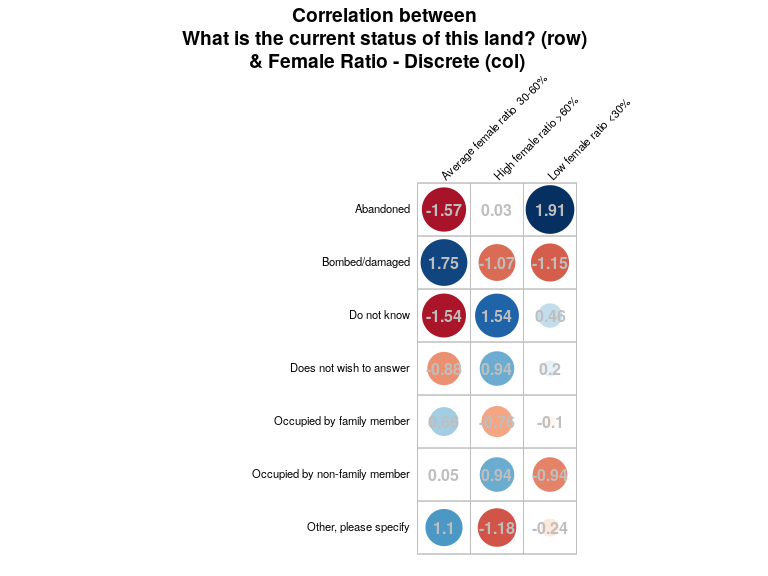 Correlation between
What is the current status of this land? (row)
& Female Ratio - Discrete (col)
Average female ratio 30-60%
High female ratio >60%
Low female ratio <30%
Abandoned -1.57 0.03 1.91
Bombed/damaged 1.75 -1.07 -1.15
Do not know -1.54 1.54 0.46
Does not wish to answer -0.88 0.94 0.2
Occupied by family member -0.1
Occupied by non-family member 0.05 0.94 -0.94
Other, please specify 1.1 -1.18 -0.24